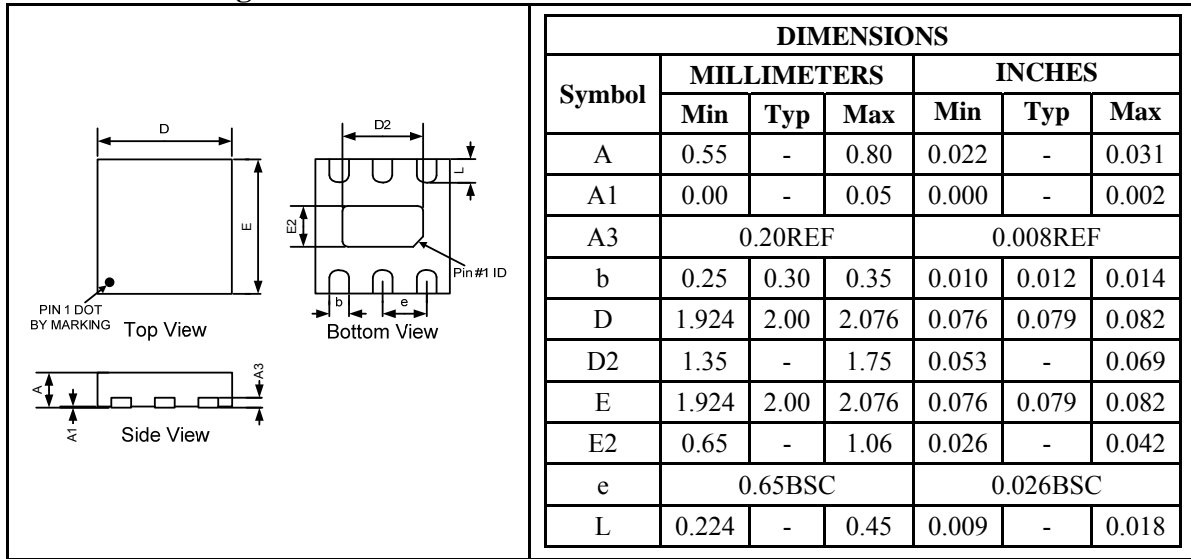 D
E
PIN 1 DOT
BY MARKING
Top View
D2
L
E2
Pin #1 ID
b
e
Bottom View
A
A1
A3
Side View
DIMENSIONS
Symbol MILLIMETERS INCHES
Min Typ Max Min Typ Max
A 0.55 - 0.80 0.022 - 0.031
A1 0.00 - 0.05 0.000 - 0.002
A3 0.20REF 0.008REF
b 0.25 0.30 0.35 0.010 0.012 0.014
D 1.924 2.00 2.076 0.076 0.079 0.082
D2 1.35 - 1.75 0.053 - 0.069
E 1.924 2.00 2.076 0.076 0.079 0.082
E2 0.65 - 1.06 0.026 - 0.042
e 0.65BSC 0.026BSC
L 0.224 - 0.45 0.009 - 0.018